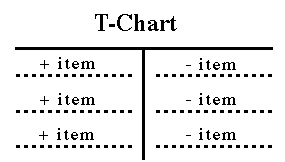 T-Chart
+ item - item
+ item - item
+ item - item